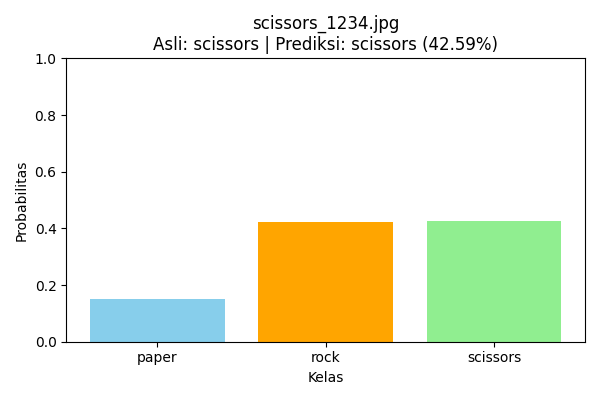 scissors_1234.jpg
Asli: scissors | Prediksi: scissors (42.59%)
1.0
0.8
0.6
0.4
0.2
0.0
Probabilitas
paper
rock
scissors
Kelas